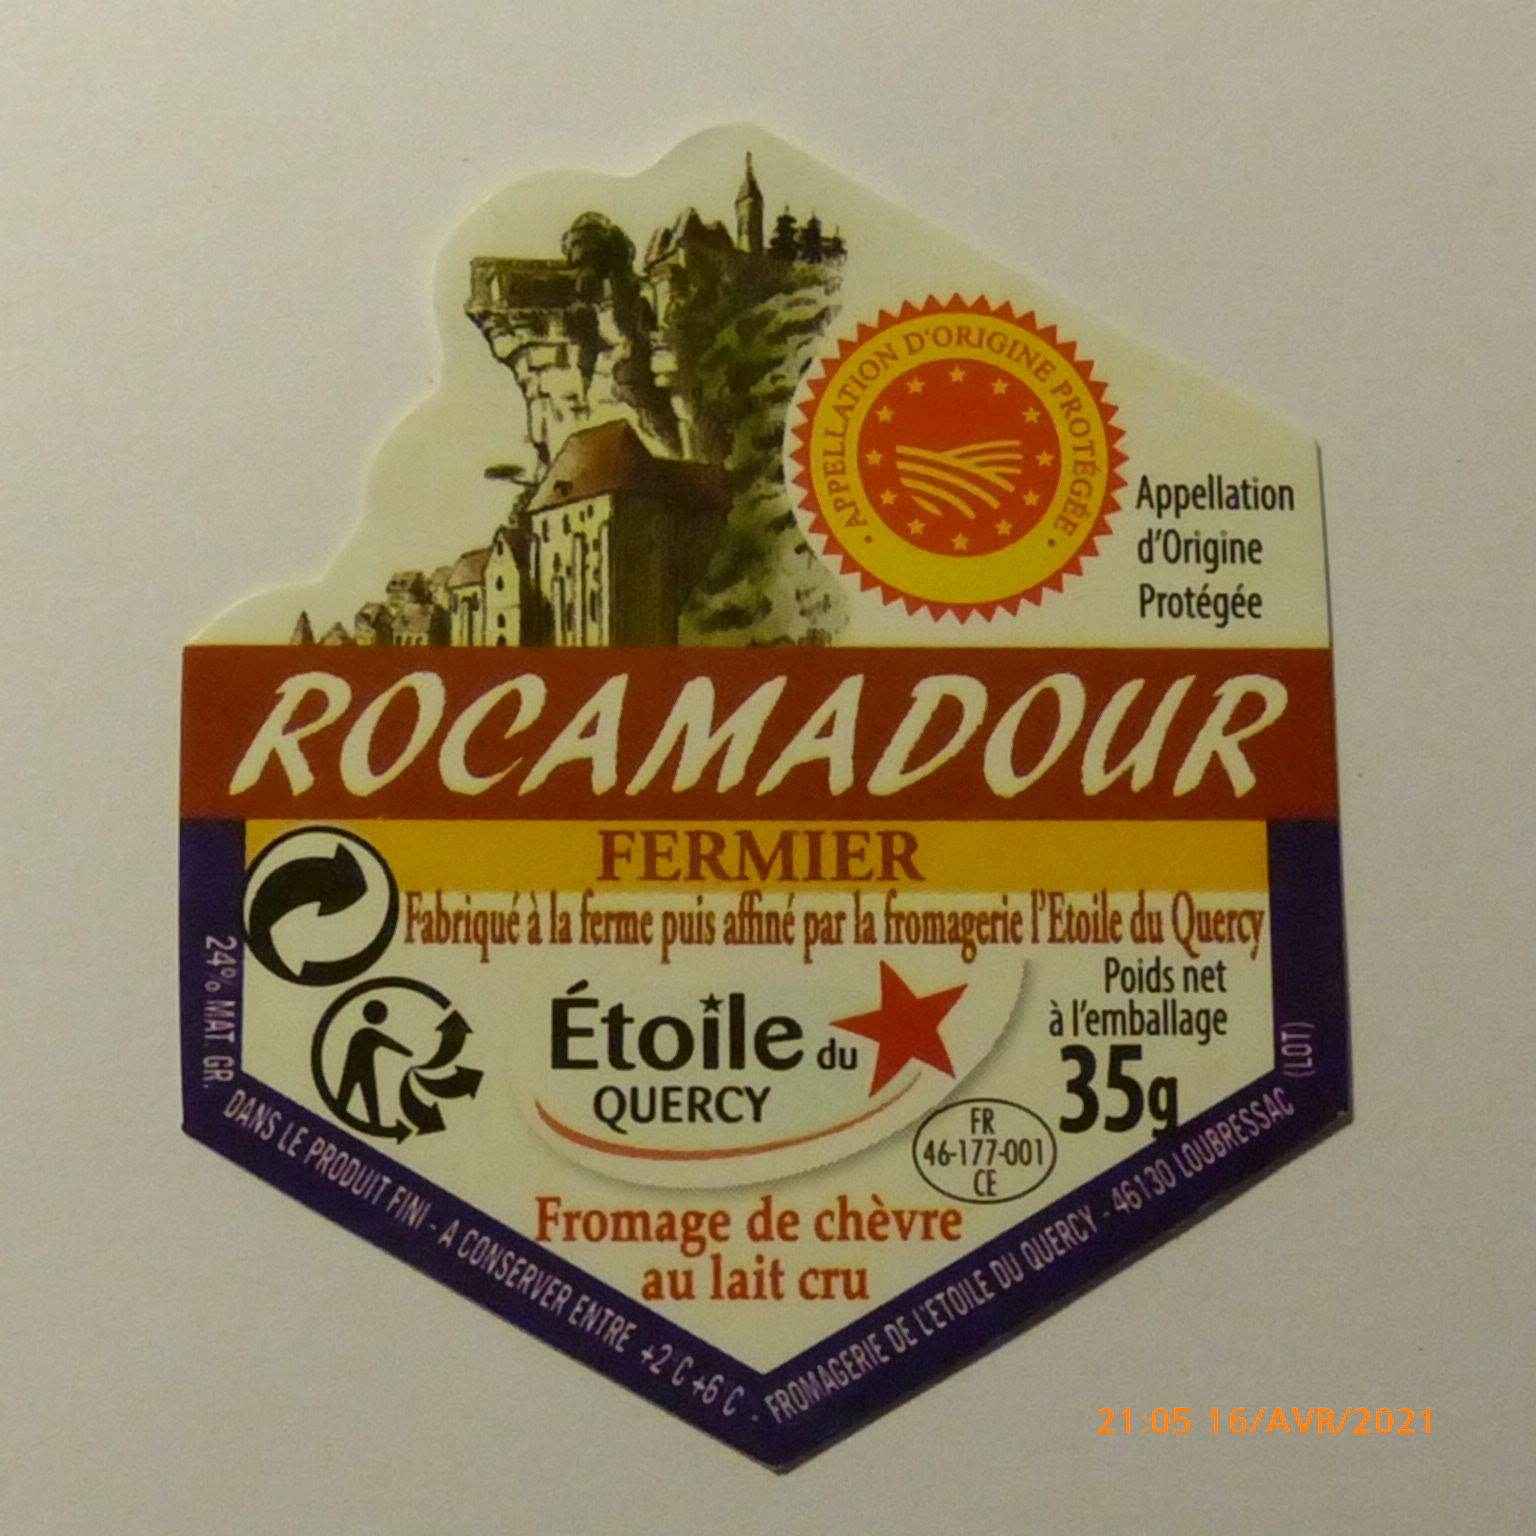 · APPELLATION D'ORIGINE PROTÉGÉE ·
Appellation
d'Origine
Protégée
ROCAMADOUR
FERMIER
Fabriqué à la ferme puis affiné par la fromagerie l'Etoile du Quercy
Étoile du
QUERCY
Poids net
à l'emballage
35g
FR
46-177-001
CE
Fromage de chèvre
au lait cru
24% MAT. GR. DANS LE PRODUIT FINI - A CONSERVER ENTRE +2°C +6°C - FROMAGERIE DE L'ETOILE DU QUERCY - 46130 LOUBRESSAC (LOT)
21:05 16/AVR/2021